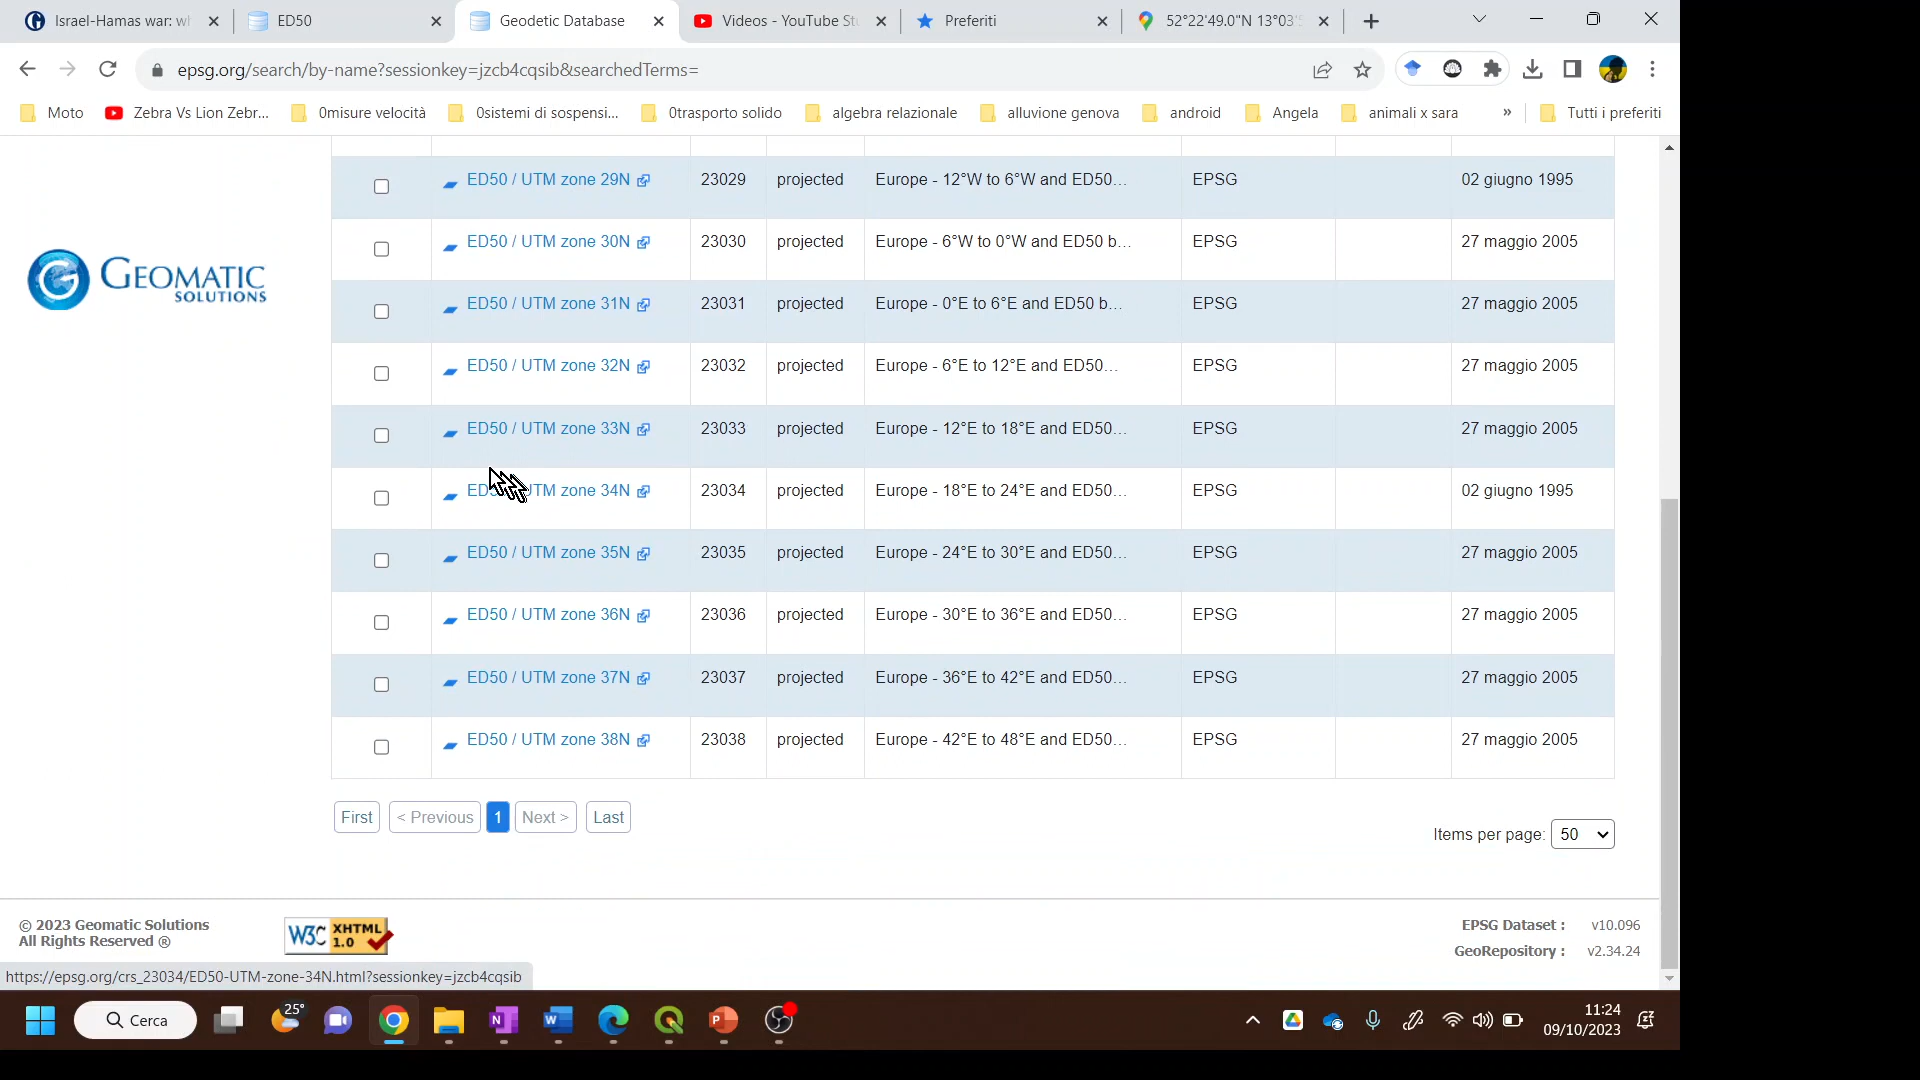 Israel-Hamas war: wh
ED50
Geodetic Database
Videos - YouTube St
Preferiti
52°22'49.0"N 13°03'5
epsg.org/search/by-name?sessionkey=jzcb4cqsib&searchedTerms=
Moto
Zebra Vs Lion Zebr...
0misure velocità
0sistemi di sospensi...
0trasporto solido
algebra relazionale
alluvione genova
android
Angela
animali x sara
»
Tutti i preferiti
GEOMATIC
SOLUTIONS
ED50 / UTM zone 29N 23029 projected Europe - 12°W to 6°W and ED50... EPSG 02 giugno 1995
ED50 / UTM zone 30N 23030 projected Europe - 6°W to 0°W and ED50 b... EPSG 27 maggio 2005
ED50 / UTM zone 31N 23031 projected Europe - 0°E to 6°E and ED50 b... EPSG 27 maggio 2005
ED50 / UTM zone 32N 23032 projected Europe - 6°E to 12°E and ED50... EPSG 27 maggio 2005
ED50 / UTM zone 33N 23033 projected Europe - 12°E to 18°E and ED50... EPSG 27 maggio 2005
ED50 / UTM zone 34N 23034 projected Europe - 18°E to 24°E and ED50... EPSG 02 giugno 1995
ED50 / UTM zone 35N 23035 projected Europe - 24°E to 30°E and ED50... EPSG 27 maggio 2005
ED50 / UTM zone 36N 23036 projected Europe - 30°E to 36°E and ED50... EPSG 27 maggio 2005
ED50 / UTM zone 37N 23037 projected Europe - 36°E to 42°E and ED50... EPSG 27 maggio 2005
ED50 / UTM zone 38N 23038 projected Europe - 42°E to 48°E and ED50... EPSG 27 maggio 2005
First < Previous 1 Next > Last
Items per page: 50
© 2023 Geomatic Solutions
All Rights Reserved ®
W3C XHTML 1.0
EPSG Dataset : v10.096
GeoRepository : v2.34.24
https://epsg.org/crs_23034/ED50-UTM-zone-34N.html?sessionkey=jzcb4cqsib
Cerca
25°
11:24
09/10/2023